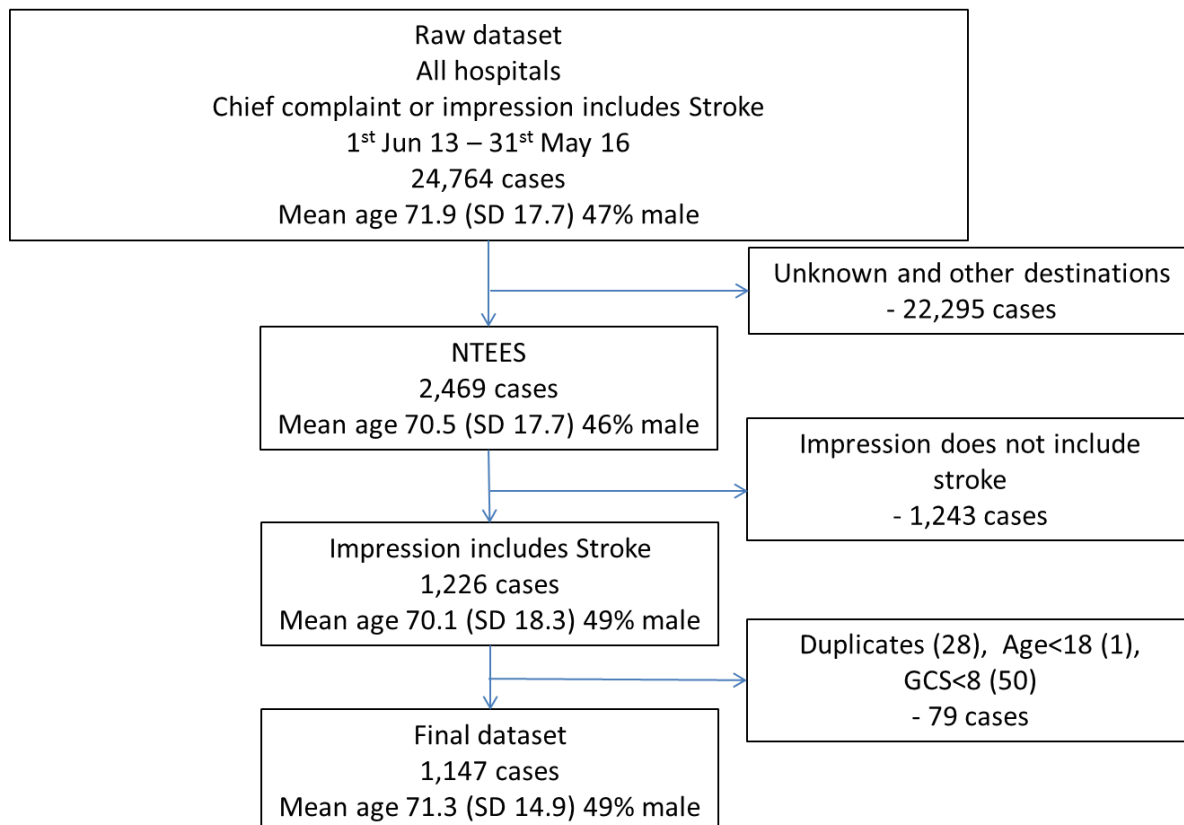 Raw dataset
All hospitals
Chief complaint or impression includes Stroke
1st Jun 13 – 31st May 16
24,764 cases
Mean age 71.9 (SD 17.7) 47% male
Unknown and other destinations
- 22,295 cases
NTEES
2,469 cases
Mean age 70.5 (SD 17.7) 46% male
Impression does not include
stroke
- 1,243 cases
Impression includes Stroke
1,226 cases
Mean age 70.1 (SD 18.3) 49% male
Duplicates (28),  Age<18 (1),
GCS<8 (50)
- 79 cases
Final dataset
1,147 cases
Mean age 71.3 (SD 14.9) 49% male